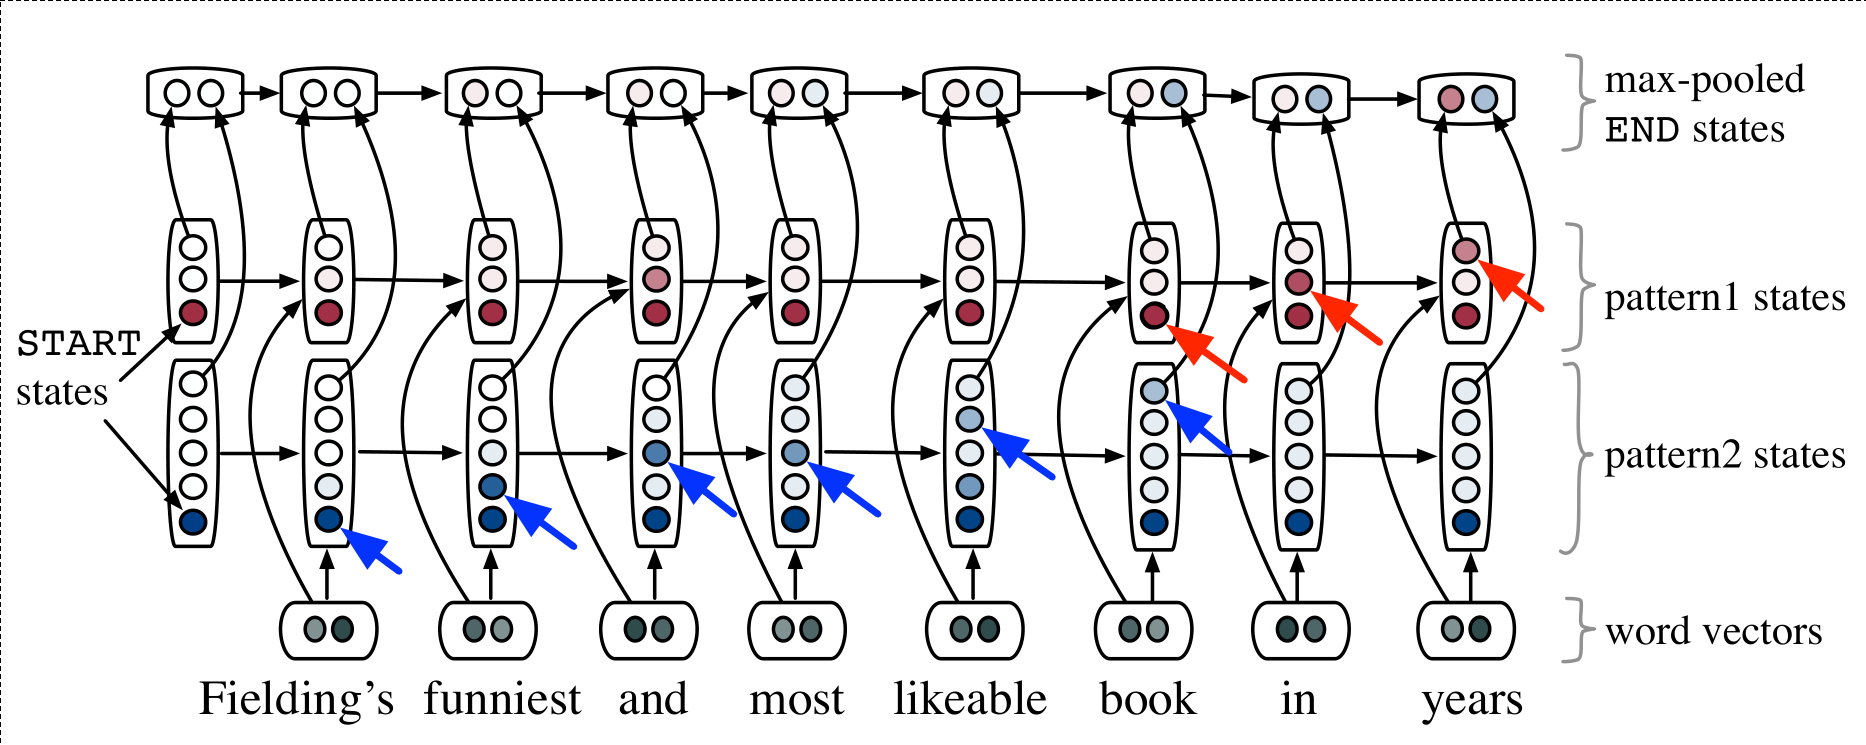 max-pooled
END states
pattern1 states
START
states
pattern2 states
word vectors
Fielding’s funniest and most likeable book in years